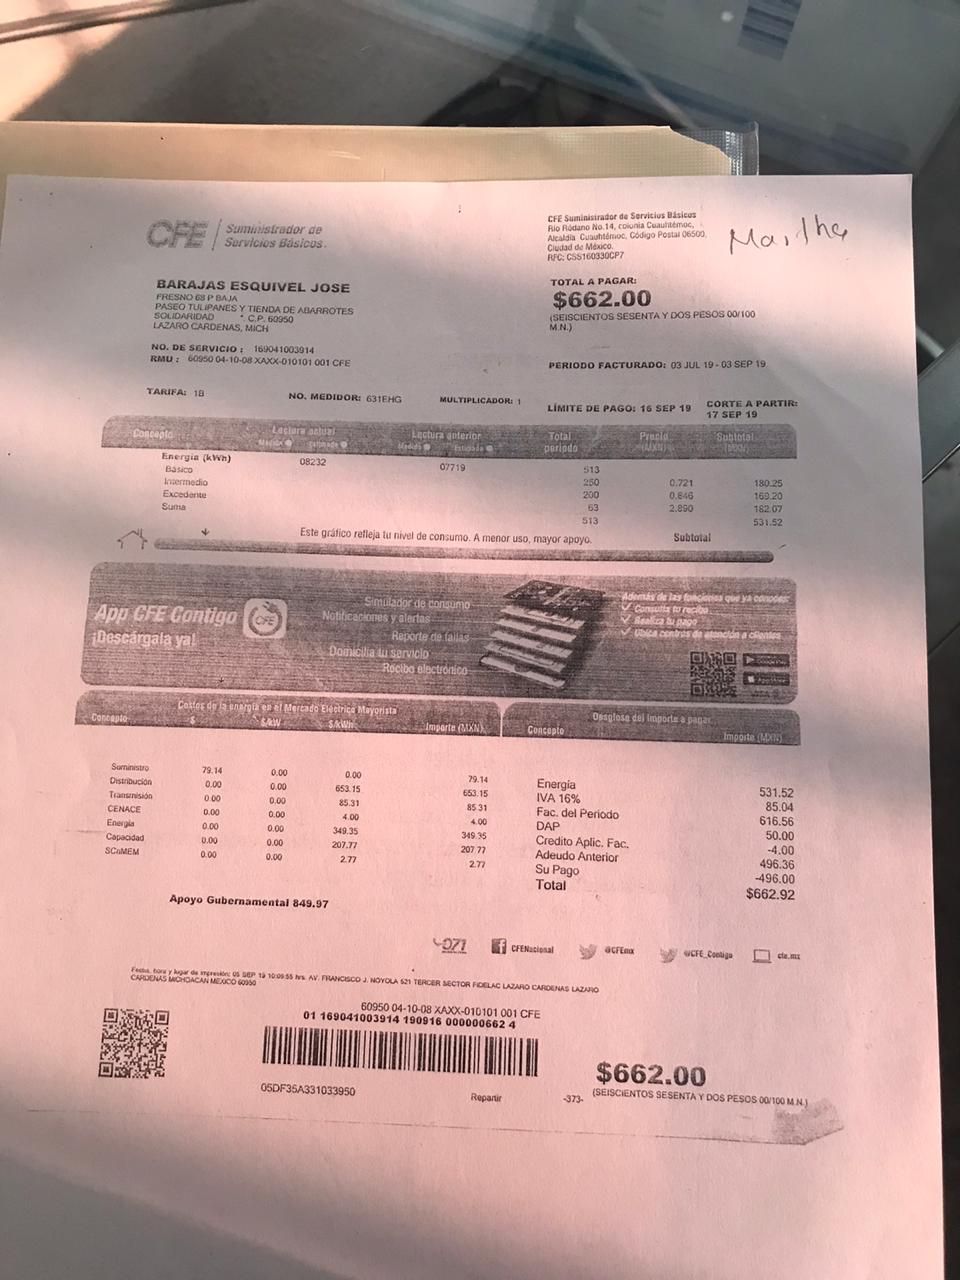 CFE Suministrador de Servicios Básicos.
CFE Suministrador de Servicios Básicos
Río Ródano No.14, colonia Cuauhtémoc,
Alcaldía Cuauhtémoc, Código Postal 06500,
Ciudad de México.
RFC: CSS160330CP7
BARAJAS ESQUIVEL JOSE
FRESNO 68 P BAJA
PASEO TULIPANES Y TIENDA DE ABARROTES
SOLIDARIDAD C.P. 60950
LAZARO CARDENAS, MICH
TOTAL A PAGAR:
$662.00
(SEISCIENTOS SESENTA Y DOS PESOS 00/100
M.N.)
NO. DE SERVICIO : 169041003914
RMU : 60950 04-10-08 XAXX-010101 001 CFE
PERIODO FACTURADO: 03 JUL 19 - 03 SEP 19
TARIFA: 1B NO. MEDIDOR: 631EHG MULTIPLICADOR: 1 LÍMITE DE PAGO: 16 SEP 19 CORTE A PARTIR:
17 SEP 19
Concepto Lectura actual Lectura anterior Total Precio Subtotal
Medida Estimada Medida Estimada periodo (MXN) (MXN)
Energía (kWh) 08232 07719 513
Básico 250 0.721 180.25
Intermedio 200 0.846 169.20
Excedente 63 2.890 182.07
Suma 513 531.52
Este gráfico refleja tu nivel de consumo. A menor uso, mayor apoyo. Subtotal
App CFE Contigo CFE
¡Descárgala ya!
Simulador de consumo
Notificaciones y alertas
Reporte de fallas
Domicilia tu servicio
Recibo electrónico
Además de las funciones que ya conoces:
Consulta tu recibo
Realiza tu pago
Ubica centros de atención a clientes
Costos de la energía en el Mercado Eléctrico Mayorista
Concepto $ $/kW $/kWh Importe (MXN)
Suministro 79.14 0.00 0.00 79.14
Distribución 0.00 0.00 653.15 653.15
Transmisión 0.00 0.00 85.31 85.31
CENACE 0.00 0.00 4.00 4.00
Energía 0.00 0.00 349.35 349.35
Capacidad 0.00 0.00 207.77 207.77
SCnMEM 0.00 0.00 2.77 2.77
Apoyo Gubernamental 849.97
Desglose del importe a pagar
Concepto Importe (MXN)
Energía 531.52
IVA 16% 85.04
Fac. del Periodo 616.56
DAP 50.00
Credito Aplic. Fac. -4.00
Adeudo Anterior 496.36
Su Pago -496.00
Total $662.92
071 CFENacional @CFEmx @CFE_Contigo cfe.mx
Fecha, hora y lugar de impresión: 05 SEP 19 10:09:55 hrs. AV. FRANCISCO J. NOYOLA 521 TERCER SECTOR FIDELAC LAZARO CARDENAS LAZARO
CARDENAS MICHOACAN MEXICO 60950
60950 04-10-08 XAXX-010101 001 CFE
01 169041003914 190916 000000662 4
05DF35A331033950
Repartir
-373-
$662.00
(SEISCIENTOS SESENTA Y DOS PESOS 00/100 M.N.)